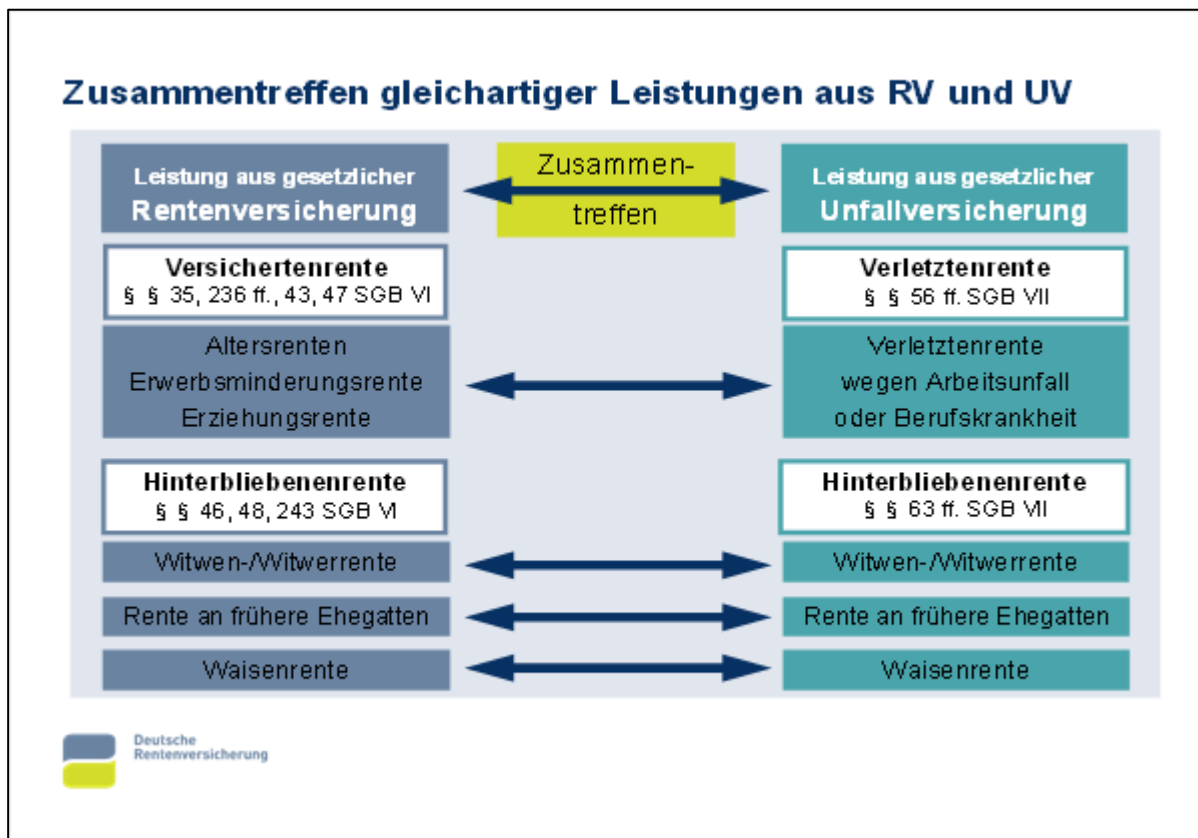 Zusammentreffen gleichartiger Leistungen aus RV und UV
Leistung aus gesetzlicher
Rentenversicherung
Zusammen-
treffen
Leistung aus gesetzlicher
Unfallversicherung
Versichertenrente
§ § 35, 236 ff., 43, 47 SGB VI
Verletztenrente
§ § 56 ff. SGB VII
Altersrenten
Erwerbsminderungsrente
Erziehungsrente
Verletztenrente
wegen Arbeitsunfall
oder Berufskrankheit
Hinterbliebenenrente
§ § 46, 48, 243 SGB VI
Hinterbliebenenrente
§ § 63 ff. SGB VII
Witwen-/Witwerrente
Witwen-/Witwerrente
Rente an frühere Ehegatten
Rente an frühere Ehegatten
Waisenrente
Waisenrente
Deutsche
Rentenversicherung